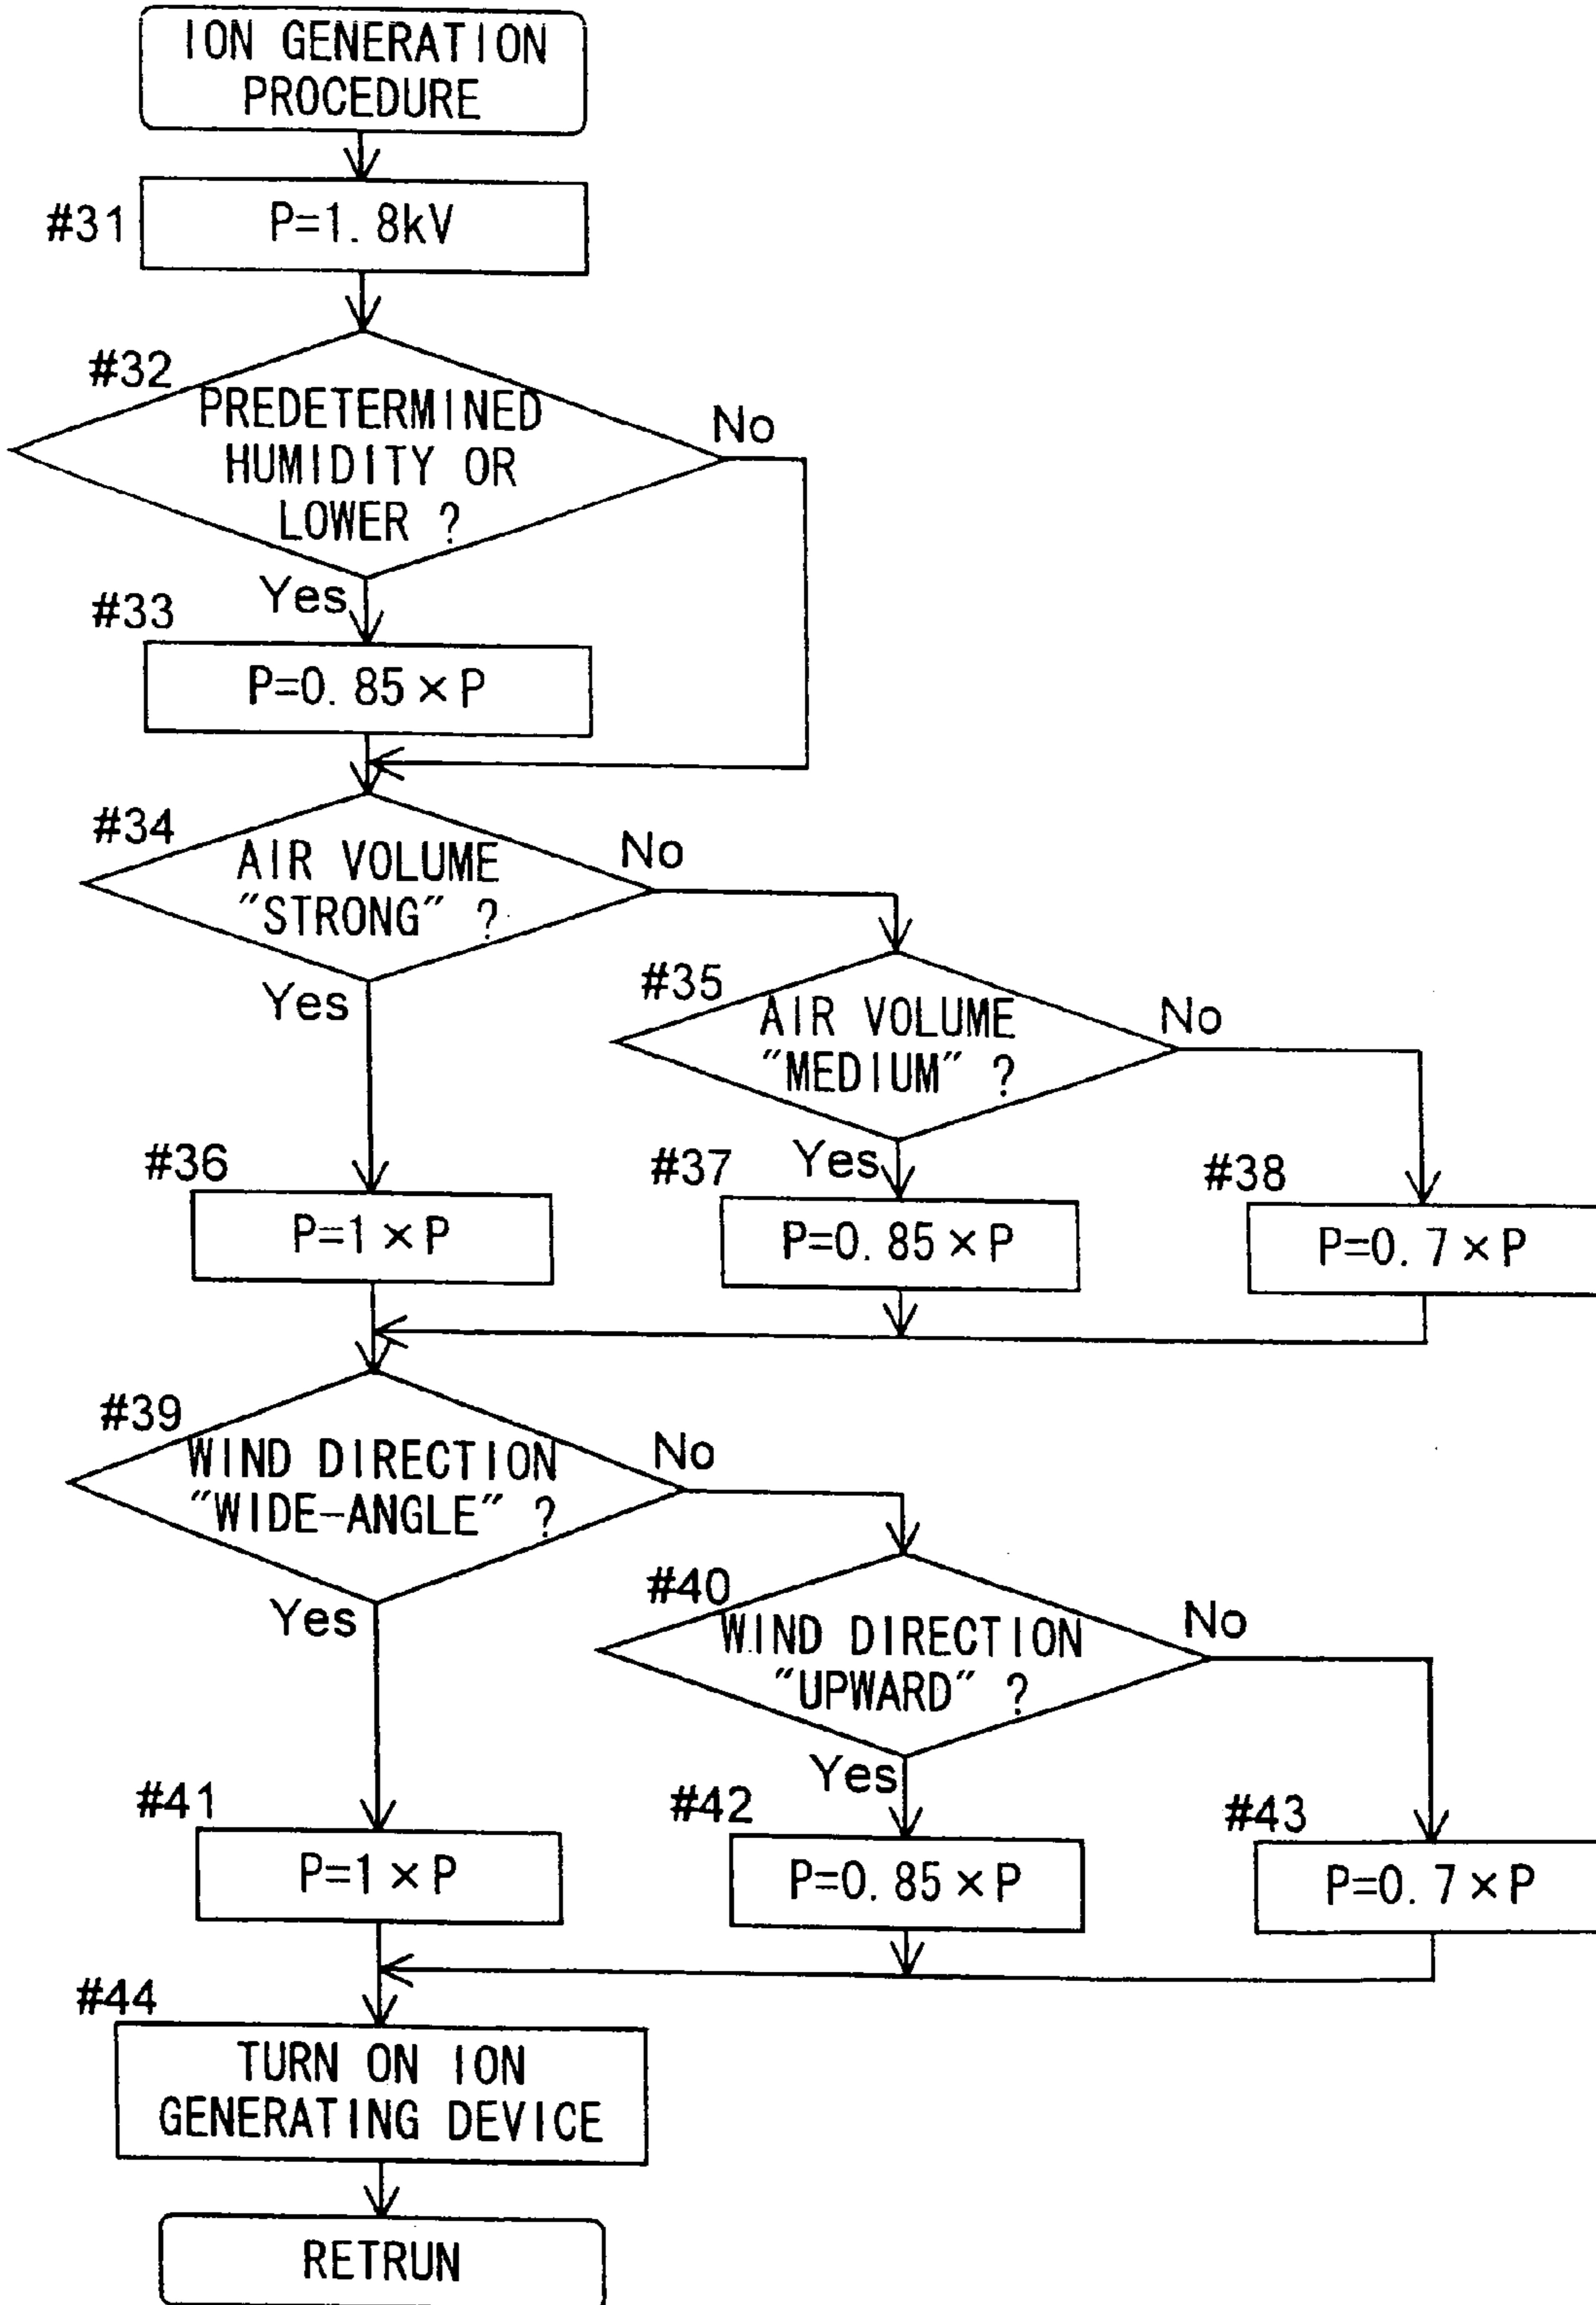 ION GENERATION
PROCEDURE
#31
P=1.8kV
#32
PREDETERMINED
HUMIDITY OR
LOWER ?
No
Yes
#33
P=0.85×P
#34
AIR VOLUME
"STRONG" ?
No
Yes
#35
AIR VOLUME
"MEDIUM" ?
No
Yes
#36
P=1×P
#37
P=0.85×P
#38
P=0.7×P
#39
WIND DIRECTION
"WIDE-ANGLE" ?
No
Yes
#40
WIND DIRECTION
"UPWARD" ?
No
Yes
#41
P=1×P
#42
P=0.85×P
#43
P=0.7×P
#44
TURN ON ION
GENERATING DEVICE
RETRUN